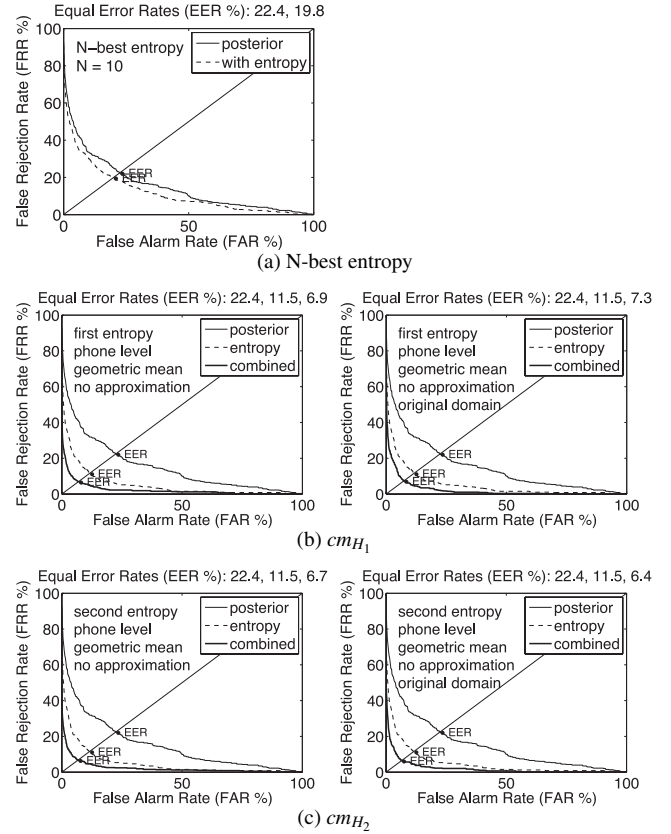 Equal Error Rates (EER %): 22.4, 19.8
False Rejection Rate (FRR %)
100
80
60
40
20
0
N-best entropy
N = 10
posterior
with entropy
EER
EER
0
50
100
False Alarm Rate (FAR %)
(a) N-best entropy
Equal Error Rates (EER %): 22.4, 11.5, 6.9
False Rejection Rate (FRR %)
100
80
60
40
20
0
first entropy
phone level
geometric mean
no approximation
posterior
entropy
combined
EER
EER
EER
0
50
100
False Alarm Rate (FAR %)
Equal Error Rates (EER %): 22.4, 11.5, 7.3
False Rejection Rate (FRR %)
100
80
60
40
20
0
first entropy
phone level
geometric mean
no approximation
original domain
posterior
entropy
combined
EER
EER
EER
0
50
100
False Alarm Rate (FAR %)
(b) cm_{H_1}
Equal Error Rates (EER %): 22.4, 11.5, 6.7
False Rejection Rate (FRR %)
100
80
60
40
20
0
second entropy
phone level
geometric mean
no approximation
posterior
entropy
combined
EER
EER
EER
0
50
100
False Alarm Rate (FAR %)
Equal Error Rates (EER %): 22.4, 11.5, 6.4
False Rejection Rate (FRR %)
100
80
60
40
20
0
second entropy
phone level
geometric mean
no approximation
original domain
posterior
entropy
combined
EER
EER
EER
0
50
100
False Alarm Rate (FAR %)
(c) cm_{H_2}